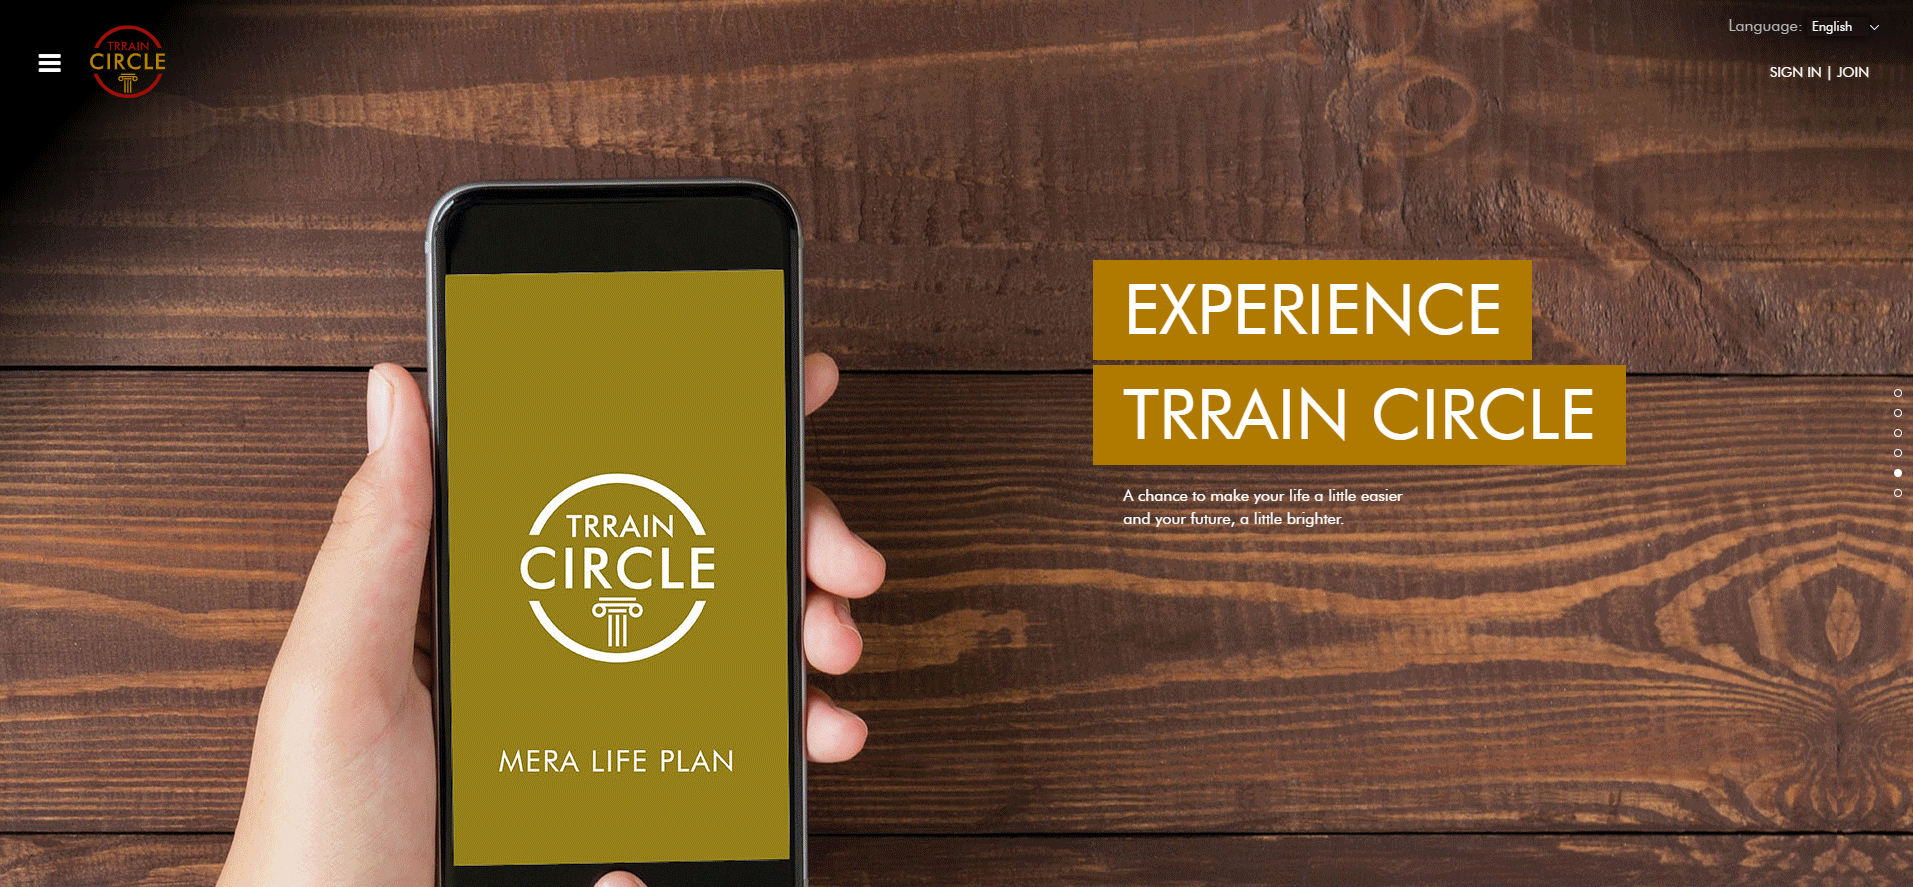 TRRAIN
CIRCLE
Language: English
SIGN IN | JOIN
EXPERIENCE
TRRAIN CIRCLE
A chance to make your life a little easier
and your future, a little brighter.
TRRAIN
CIRCLE
MERA LIFE PLAN